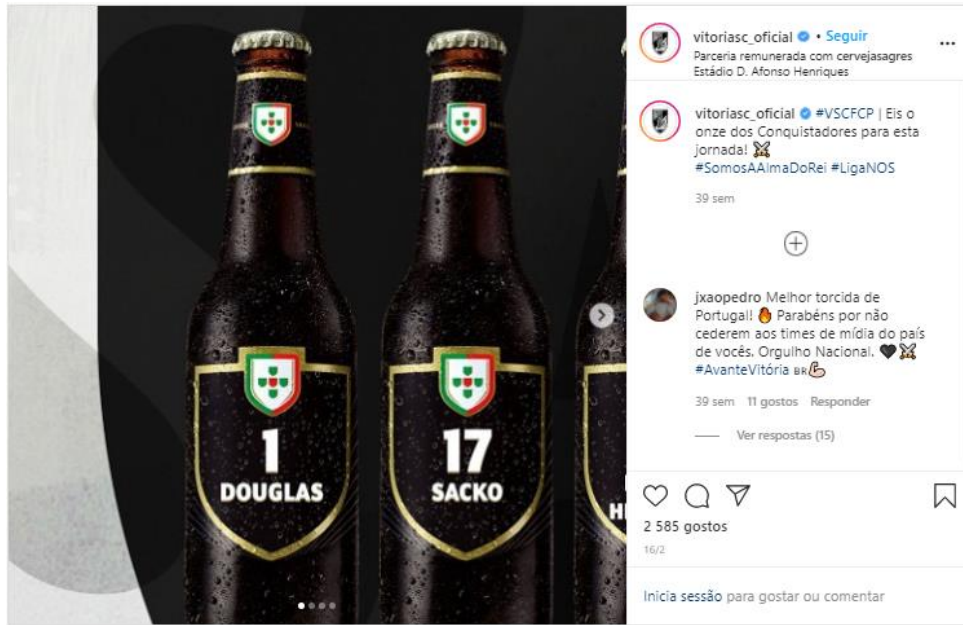 1
DOUGLAS
17
SACKO
H
vitoriasc_oficial • Seguir
Parceria remunerada com cervejasagres
Estádio D. Afonso Henriques
vitoriasc_oficial #VSCFCP | Eis o
onze dos Conquistadores para esta
jornada! ⚔
#SomosAAlmaDoRei #LigaNOS
39 sem
jxaopedro Melhor torcida de
Portugal! 🔥 Parabéns por não
cederem aos times de mídia do país
de vocês. Orgulho Nacional. 🖤⚔
#AvanteVitória BR💪
39 sem 11 gostos Responder
Ver respostas (15)
2 585 gostos
16/2
Inicia sessão para gostar ou comentar